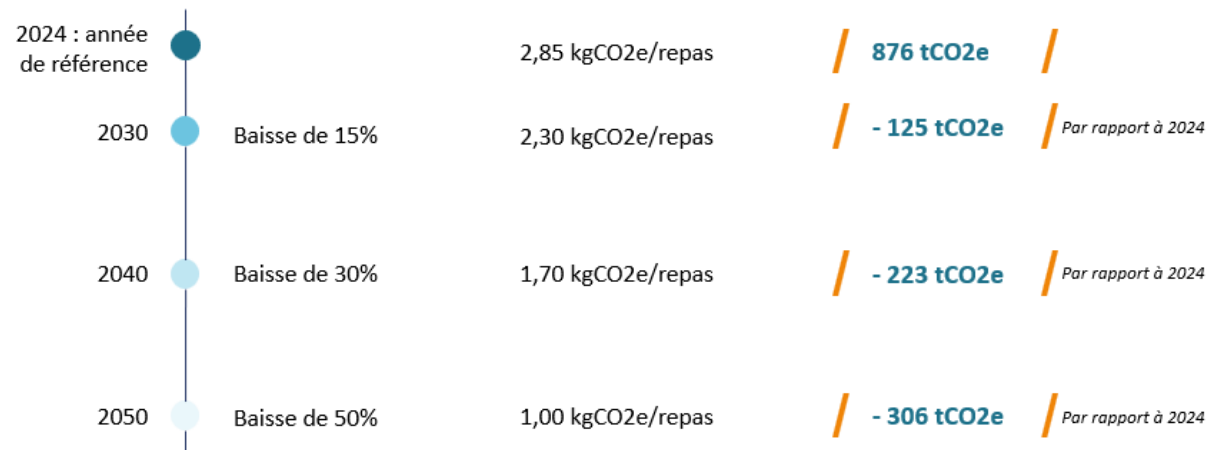 2024 : année
de référence
2,85 kgCO2e/repas
876 tCO2e
2030
Baisse de 15%
2,30 kgCO2e/repas
- 125 tCO2e
Par rapport à 2024
2040
Baisse de 30%
1,70 kgCO2e/repas
- 223 tCO2e
Par rapport à 2024
2050
Baisse de 50%
1,00 kgCO2e/repas
- 306 tCO2e
Par rapport à 2024